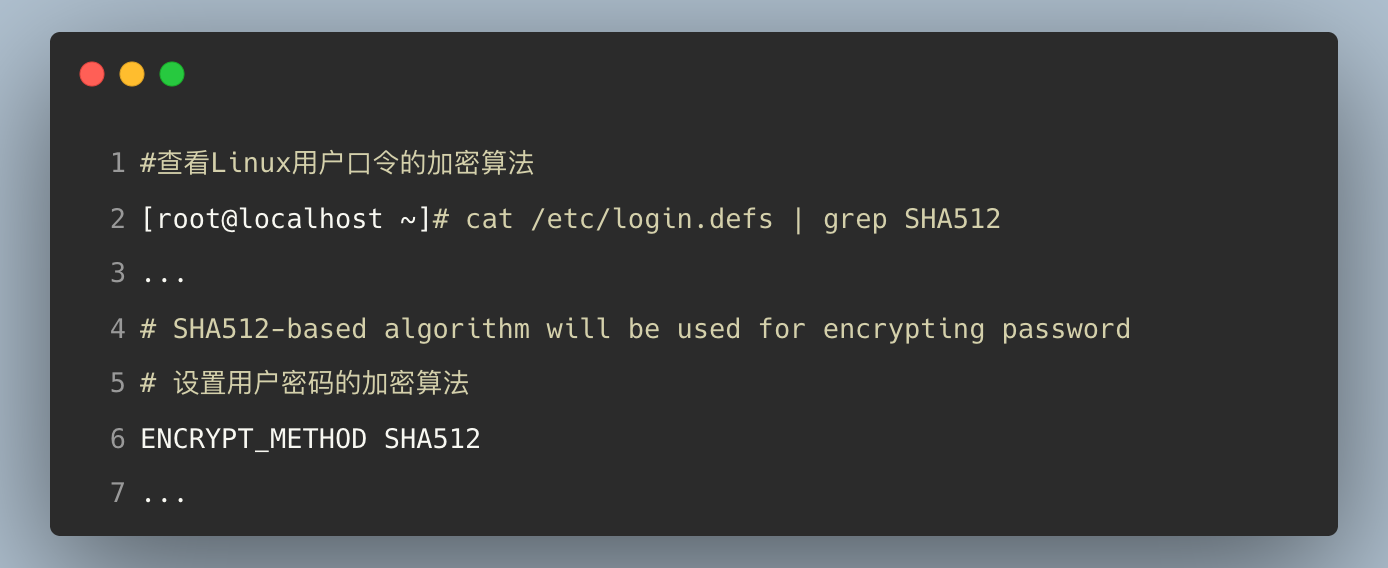 1 #查看Linux用户口令的加密算法
2 [root@localhost ~]# cat /etc/login.defs | grep SHA512
3 ...
4 # SHA512-based algorithm will be used for encrypting password
5 # 设置用户密码的加密算法
6 ENCRYPT_METHOD SHA512
7 ...